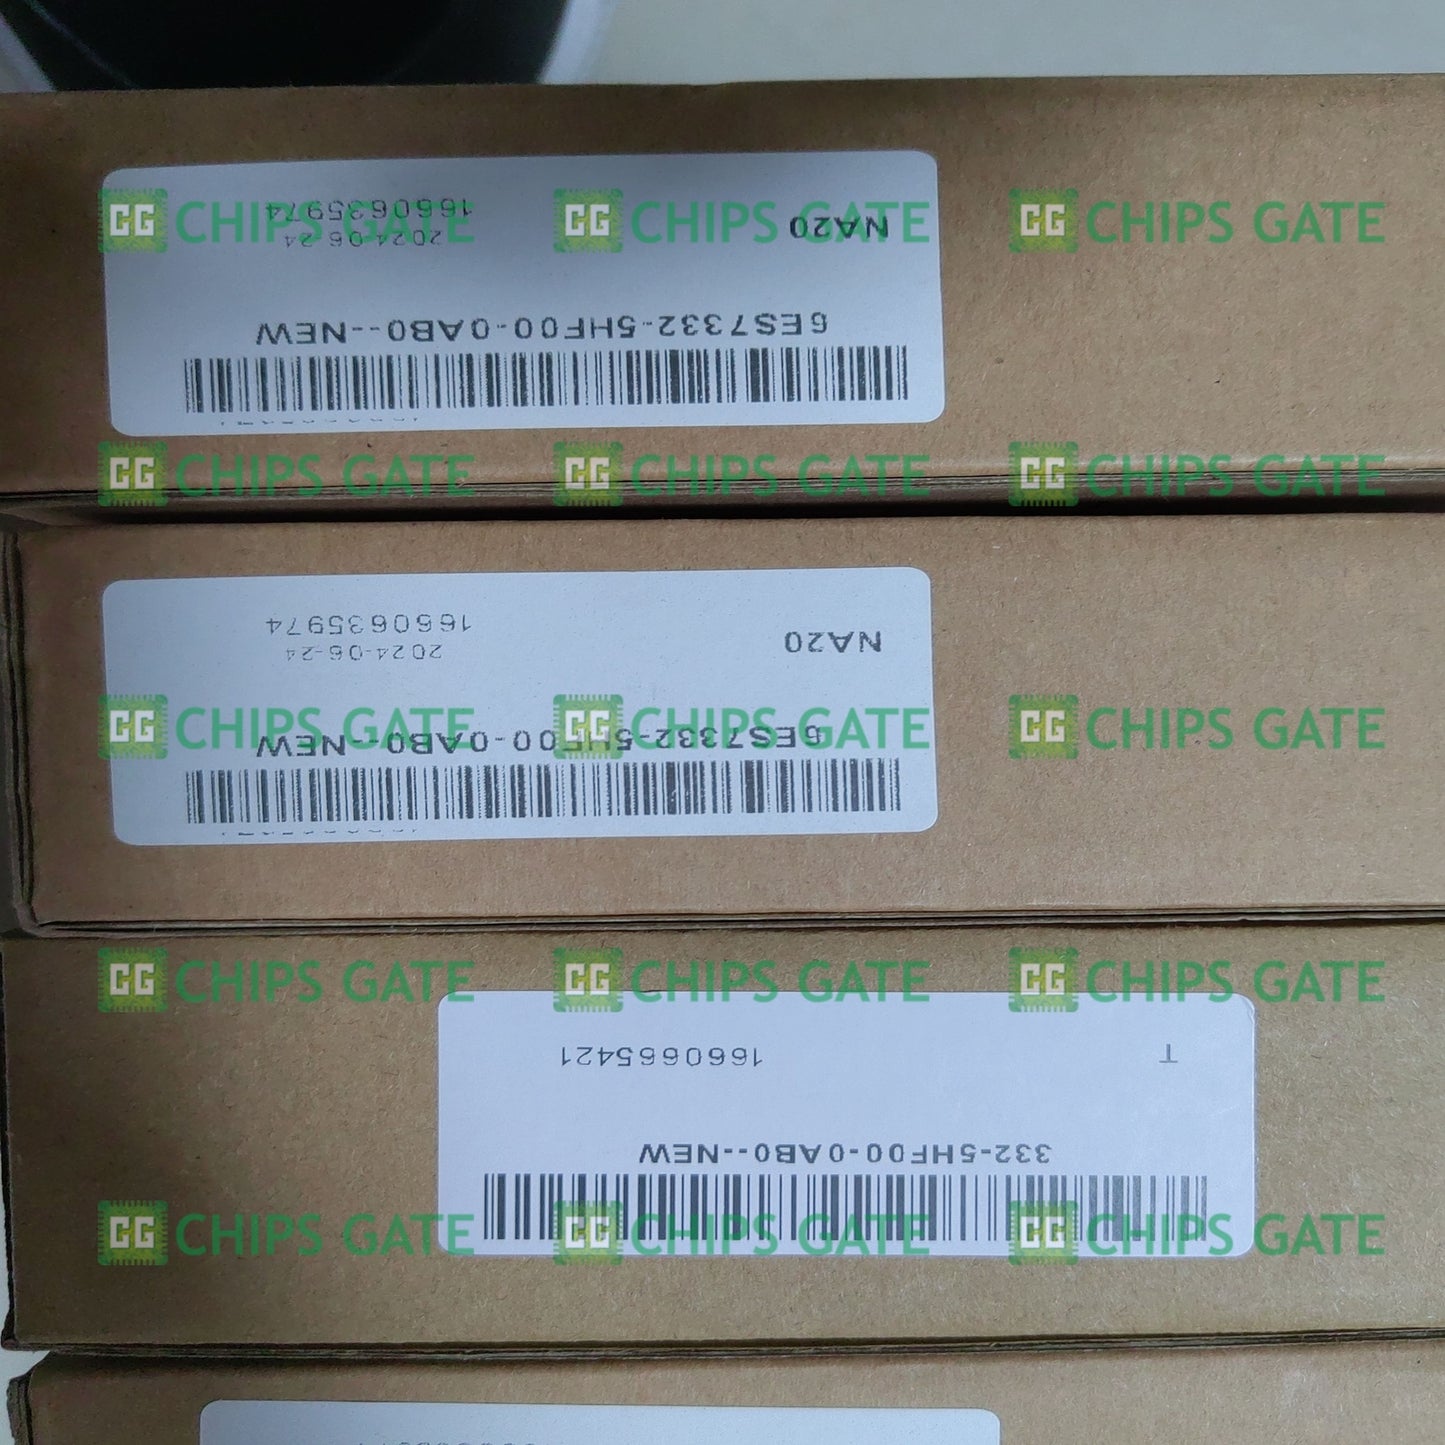 6ES7332-5HF00-0AB0--NEW
NA20
2024-06-24
1660635974
6ES7332-5HF00-0AB0--NEW
NA20
2024-06-24
1660635974
332-5HF00-0AB0--NEW
T
1660665421
CG CHIPS GATE CG CHIPS GATE CG CHIPS GATE
CG CHIPS GATE CG CHIPS GATE CG CHIPS GATE
CG CHIPS GATE CG CHIPS GATE CG CHIPS GATE
CG CHIPS GATE CG CHIPS GATE CG CHIPS GATE
CG CHIPS GATE CG CHIPS GATE CG CHIPS GATE